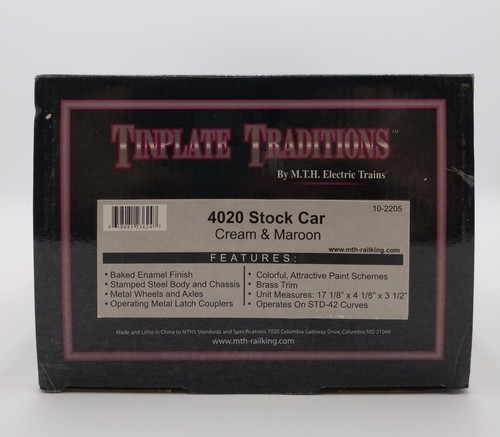 TINPLATE TRADITIONS™
By M.T.H. Electric Trains
10-2205
4020 Stock Car
Cream & Maroon
www.mth-railking.com
FEATURES:
• Baked Enamel Finish
• Stamped Steel Body and Chassis
• Metal Wheels and Axles
• Operating Metal Latch Couplers
• Colorful, Attractive Paint Schemes
• Brass Trim
• Unit Measures: 17 1/8" x 4 1/8" x 3 1/2"
• Operates On STD-42 Curves
Made and Litho in China to MTH's Standards and Specifications 7020 Columbia Gateway Drive, Columbia MD 21046
www.mth-railking.com